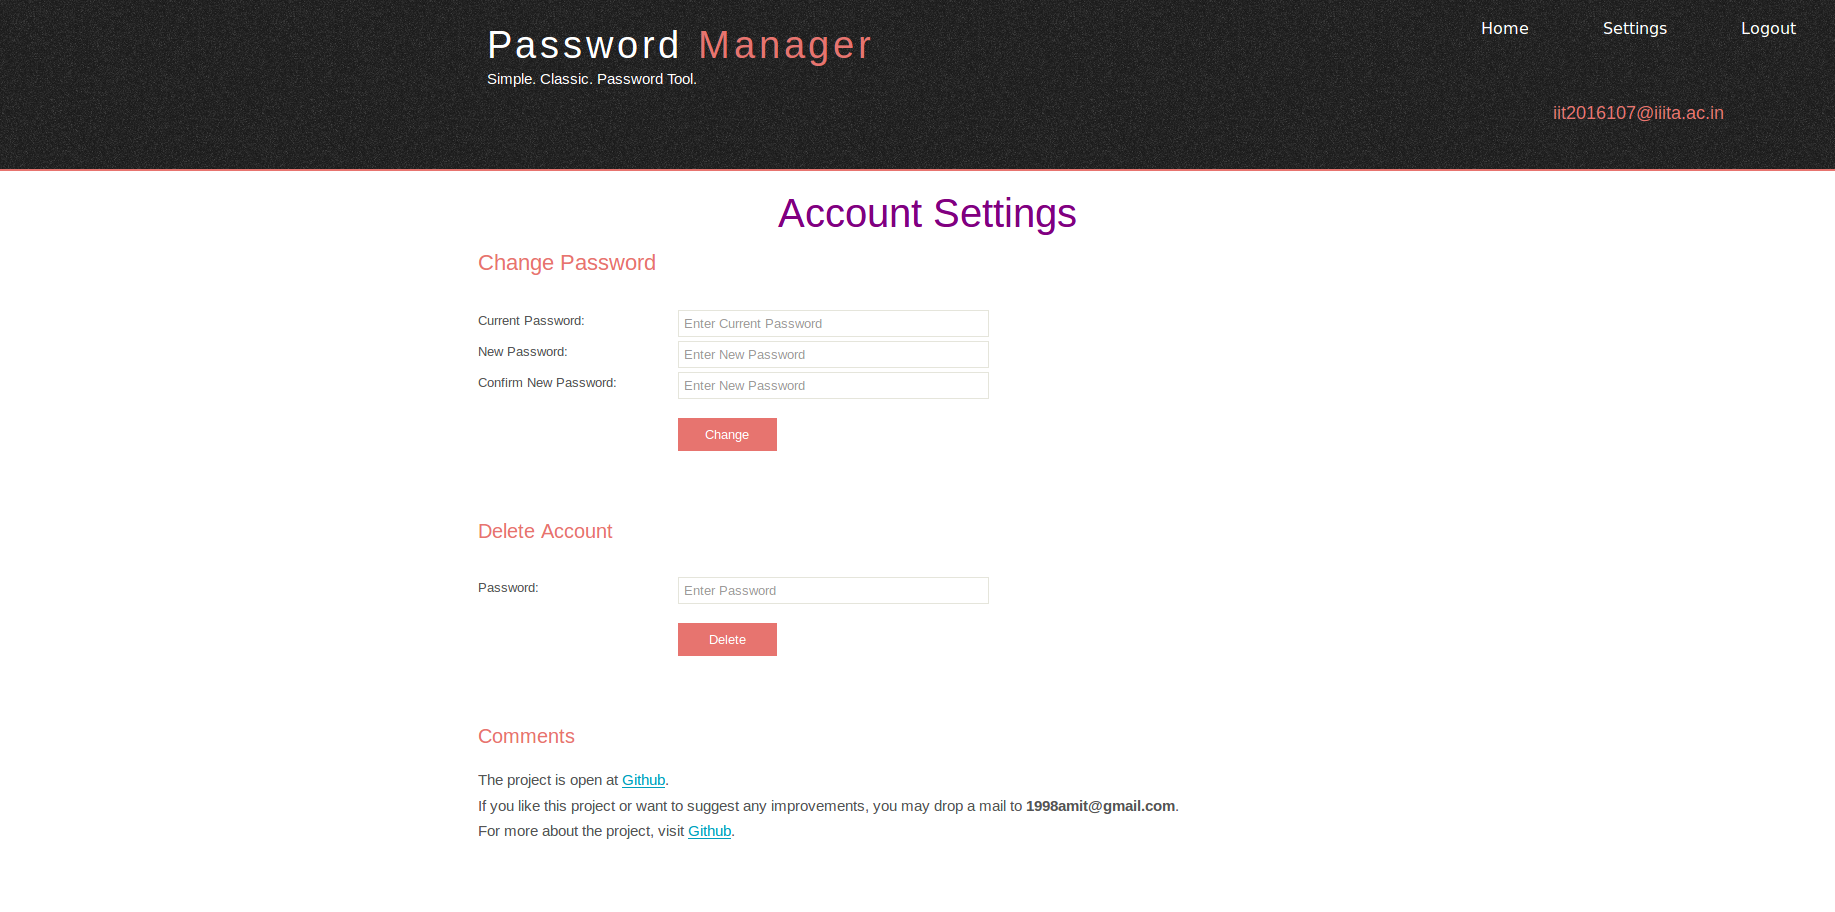 Password Manager
Simple. Classic. Password Tool.
Home Settings Logout
iit2016107@iiita.ac.in
Account Settings
Change Password
Current Password: Enter Current Password
New Password: Enter New Password
Confirm New Password: Enter New Password
Change
Delete Account
Password: Enter Password
Delete
Comments
The project is open at Github.
If you like this project or want to suggest any improvements, you may drop a mail to 1998amit@gmail.com.
For more about the project, visit Github.